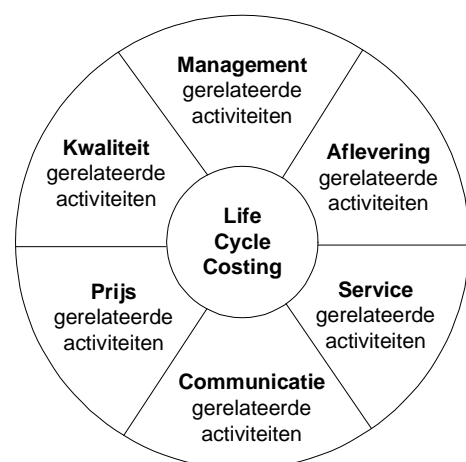 Management
gerelateerde
activiteiten
Aflevering
gerelateerde
activiteiten
Service
gerelateerde
activiteiten
Communicatie
gerelateerde
activiteiten
Prijs
gerelateerde
activiteiten
Kwaliteit
gerelateerde
activiteiten
Life
Cycle
Costing